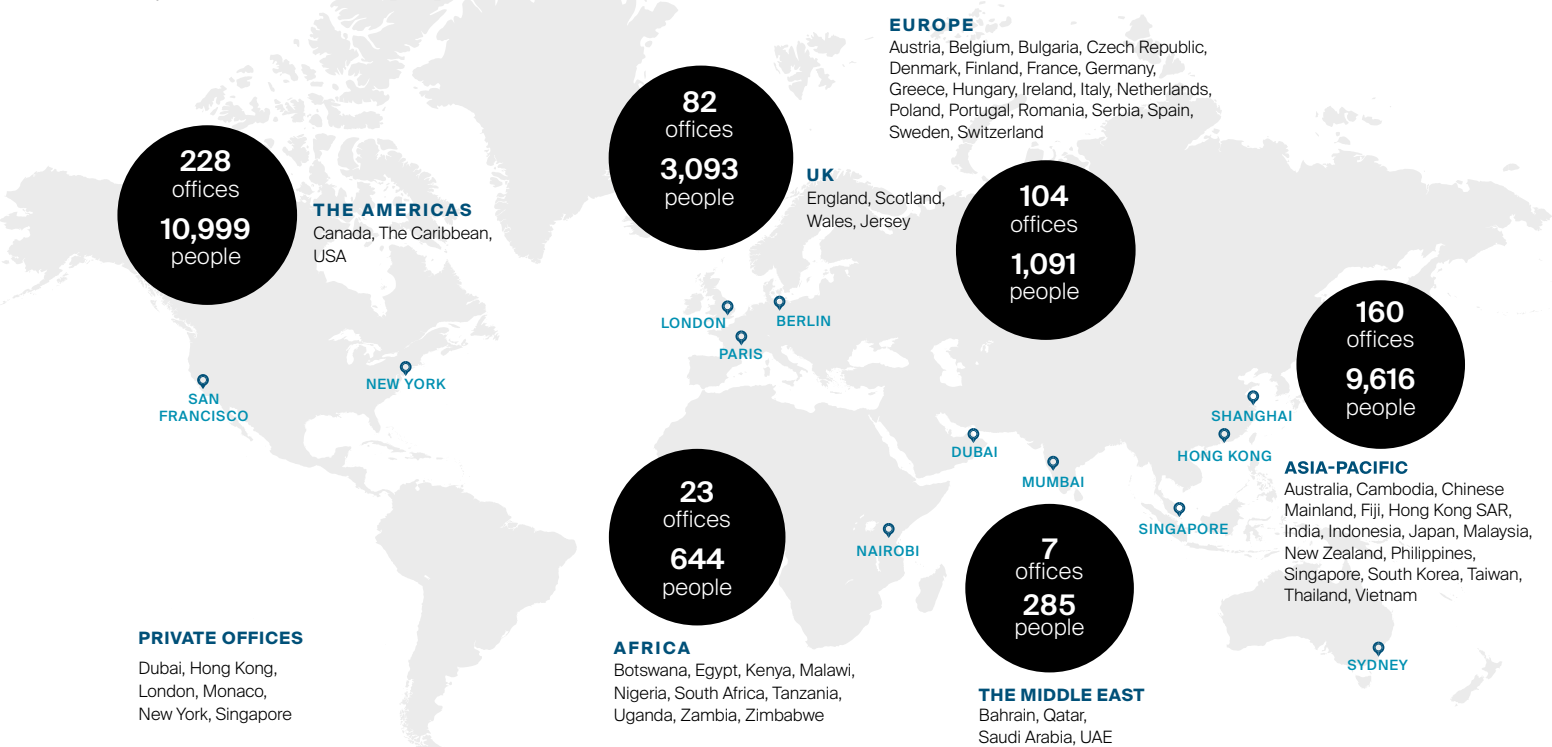 228
offices
10,999
people
THE AMERICAS
Canada, The Caribbean,
USA
82
offices
3,093
people
UK
England, Scotland,
Wales, Jersey
EUROPE
Austria, Belgium, Bulgaria, Czech Republic,
Denmark, Finland, France, Germany,
Greece, Hungary, Ireland, Italy, Netherlands,
Poland, Portugal, Romania, Serbia, Spain,
Sweden, Switzerland
104
offices
1,091
people
160
offices
9,616
people
ASIA-PACIFIC
Australia, Cambodia, Chinese
Mainland, Fiji, Hong Kong SAR,
India, Indonesia, Japan, Malaysia,
New Zealand, Philippines,
Singapore, South Korea, Taiwan,
Thailand, Vietnam
SAN
FRANCISCO
NEW YORK
LONDON
BERLIN
PARIS
DUBAI
MUMBAI
SHANGHAI
HONG KONG
SINGAPORE
NAIROBI
SYDNEY
23
offices
644
people
AFRICA
Botswana, Egypt, Kenya, Malawi,
Nigeria, South Africa, Tanzania,
Uganda, Zambia, Zimbabwe
7
offices
285
people
THE MIDDLE EAST
Bahrain, Qatar,
Saudi Arabia, UAE
PRIVATE OFFICES
Dubai, Hong Kong,
London, Monaco,
New York, Singapore